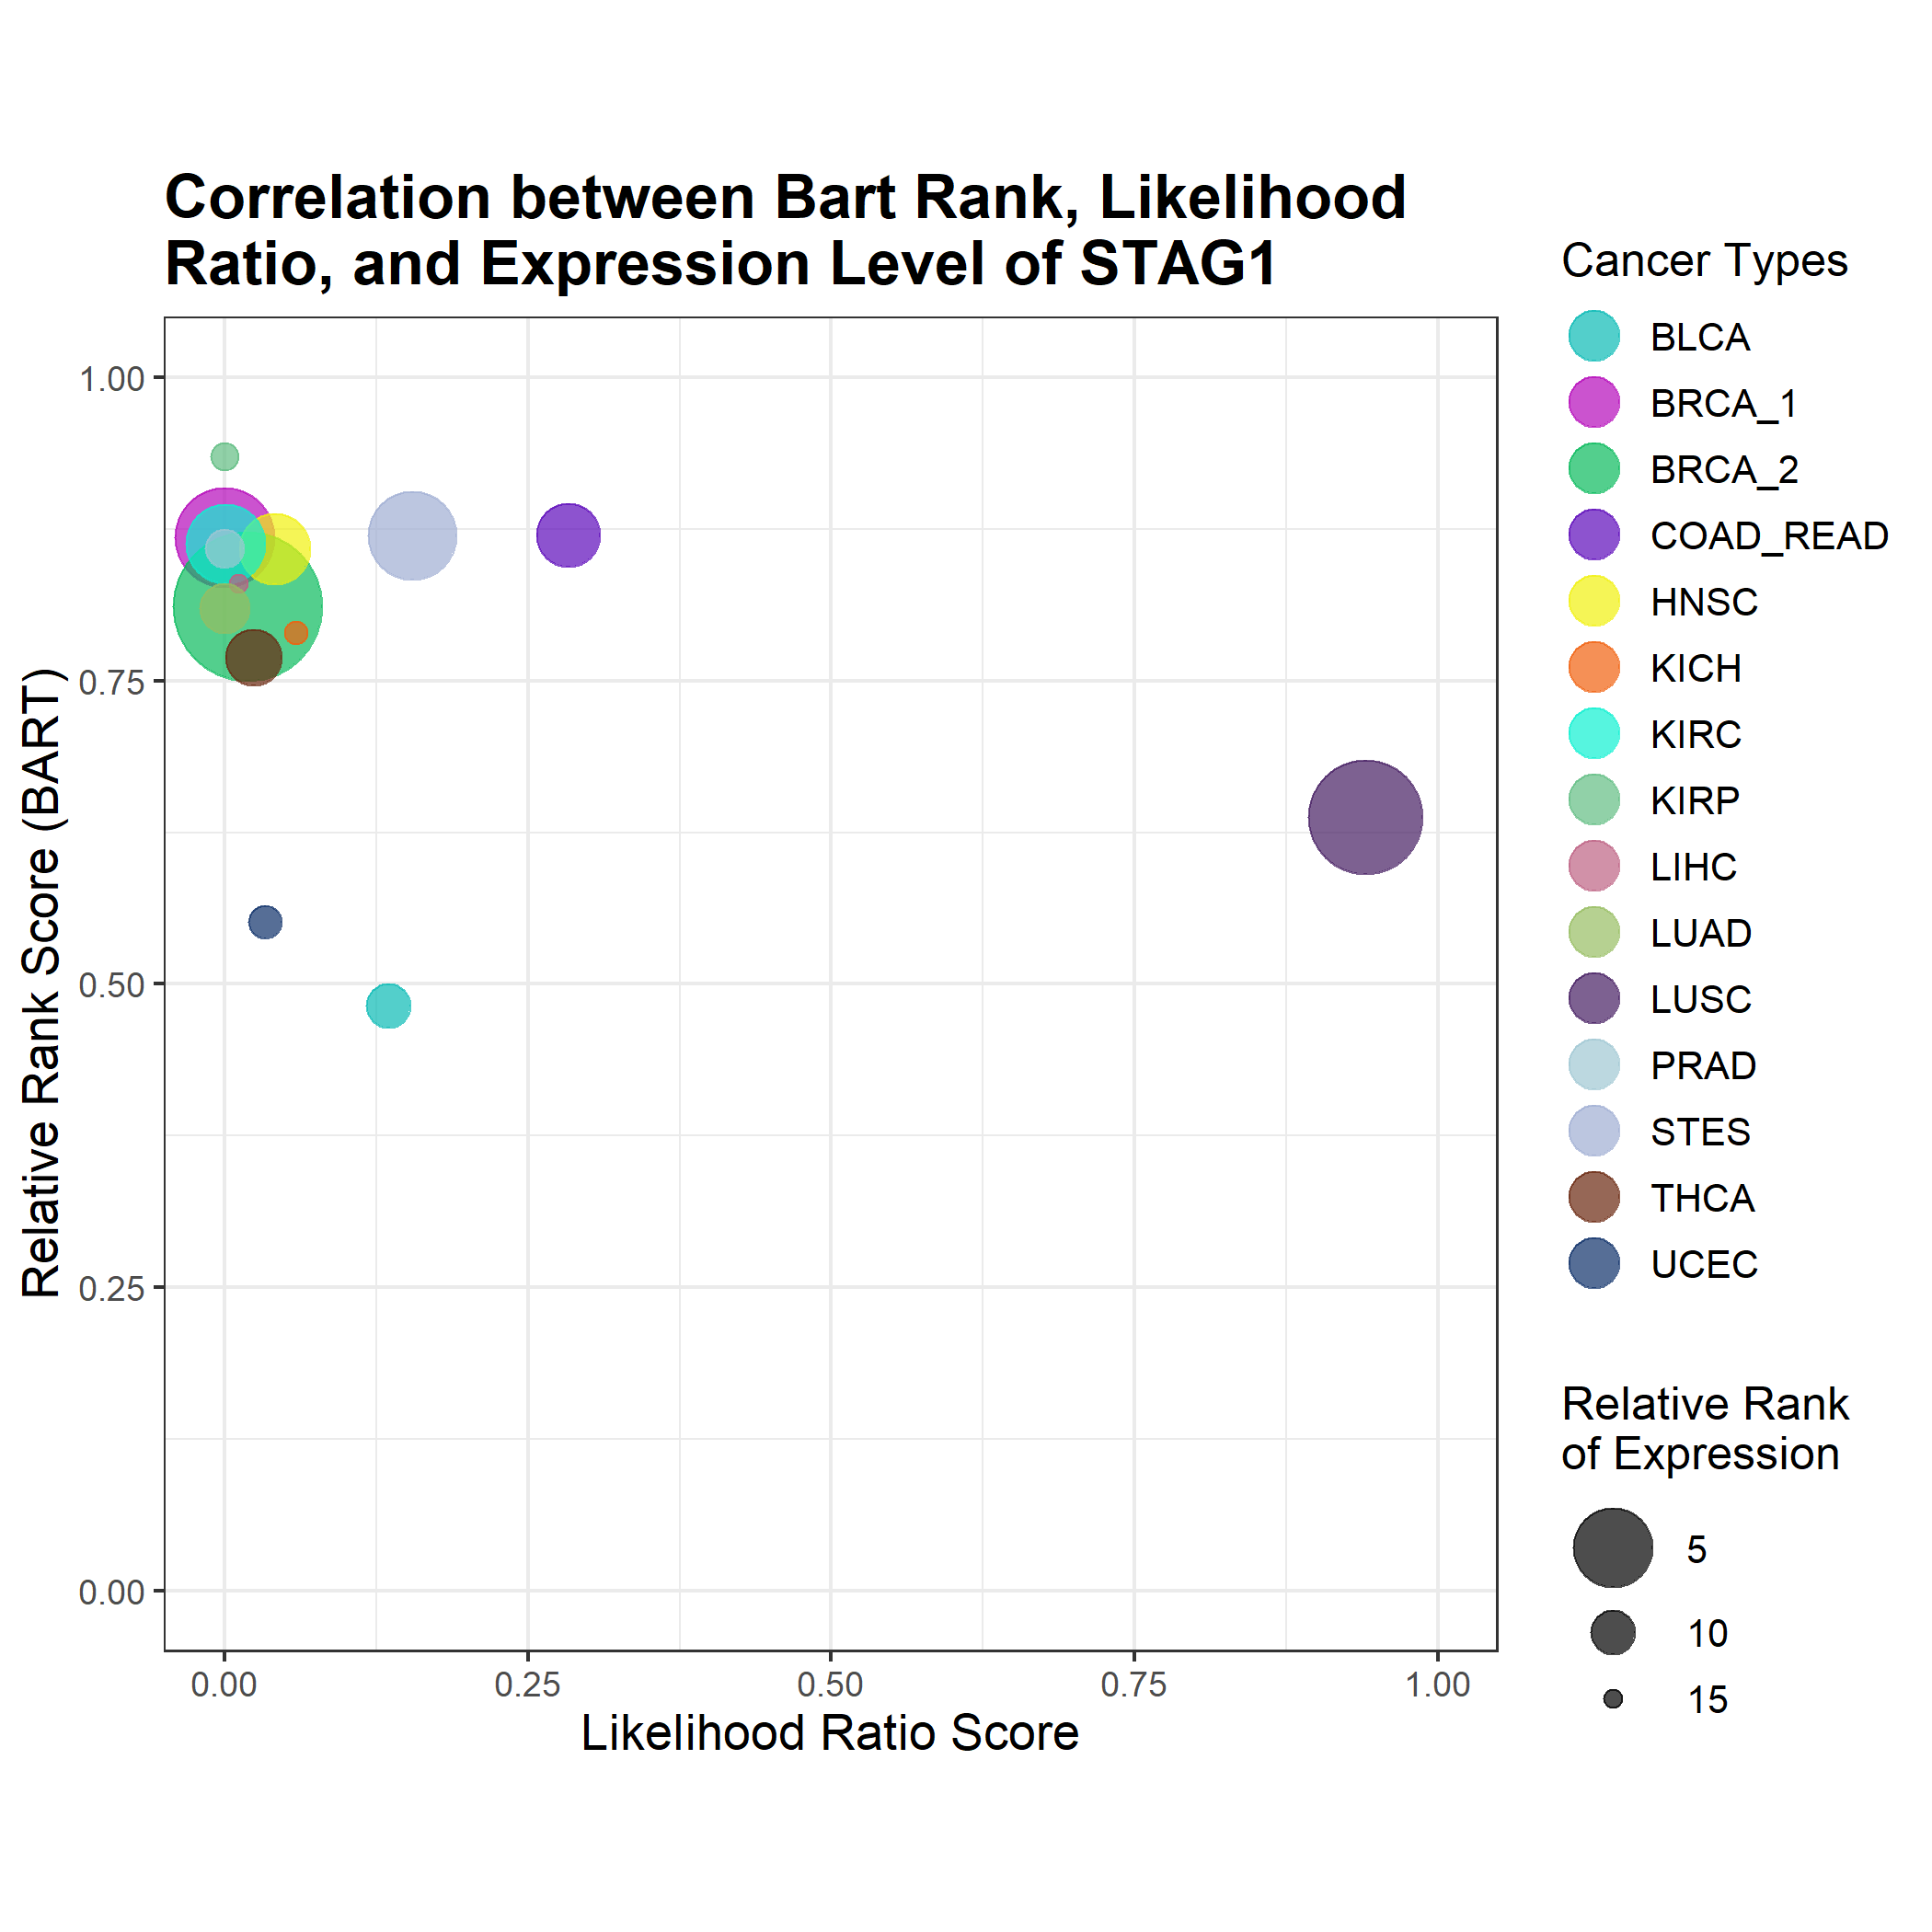 Correlation between Bart Rank, Likelihood
Ratio, and Expression Level of STAG1
Relative Rank Score (BART)
1.00
0.75
0.50
0.25
0.00
0.00
0.25
0.50
0.75
1.00
Likelihood Ratio Score
Cancer Types
BLCA
BRCA_1
BRCA_2
COAD_READ
HNSC
KICH
KIRC
KIRP
LIHC
LUAD
LUSC
PRAD
STES
THCA
UCEC
Relative Rank
of Expression
5
10
15